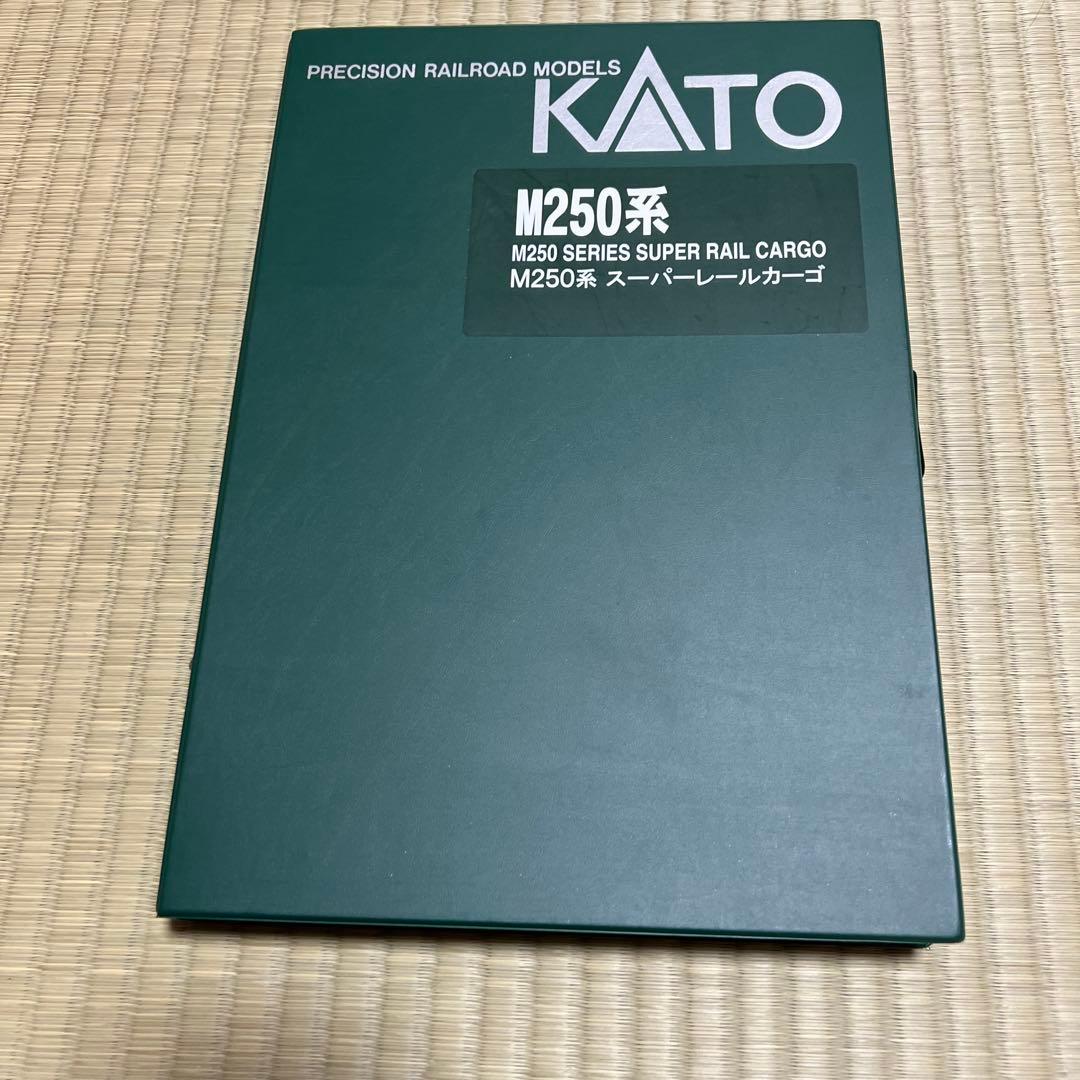 PRECISION RAILROAD MODELS
KATO
M250系
M250 SERIES SUPER RAIL CARGO
M250系 スーパーレールカーゴ